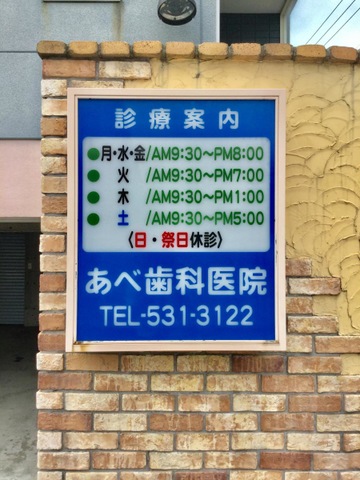 診療案内
●月・水・金/AM9:30～PM8:00
●火/AM9:30～PM7:00
●木/AM9:30～PM1:00
●土/AM9:30～PM5:00
〈日・祭日休診〉
あべ歯科医院
TEL-531-3122